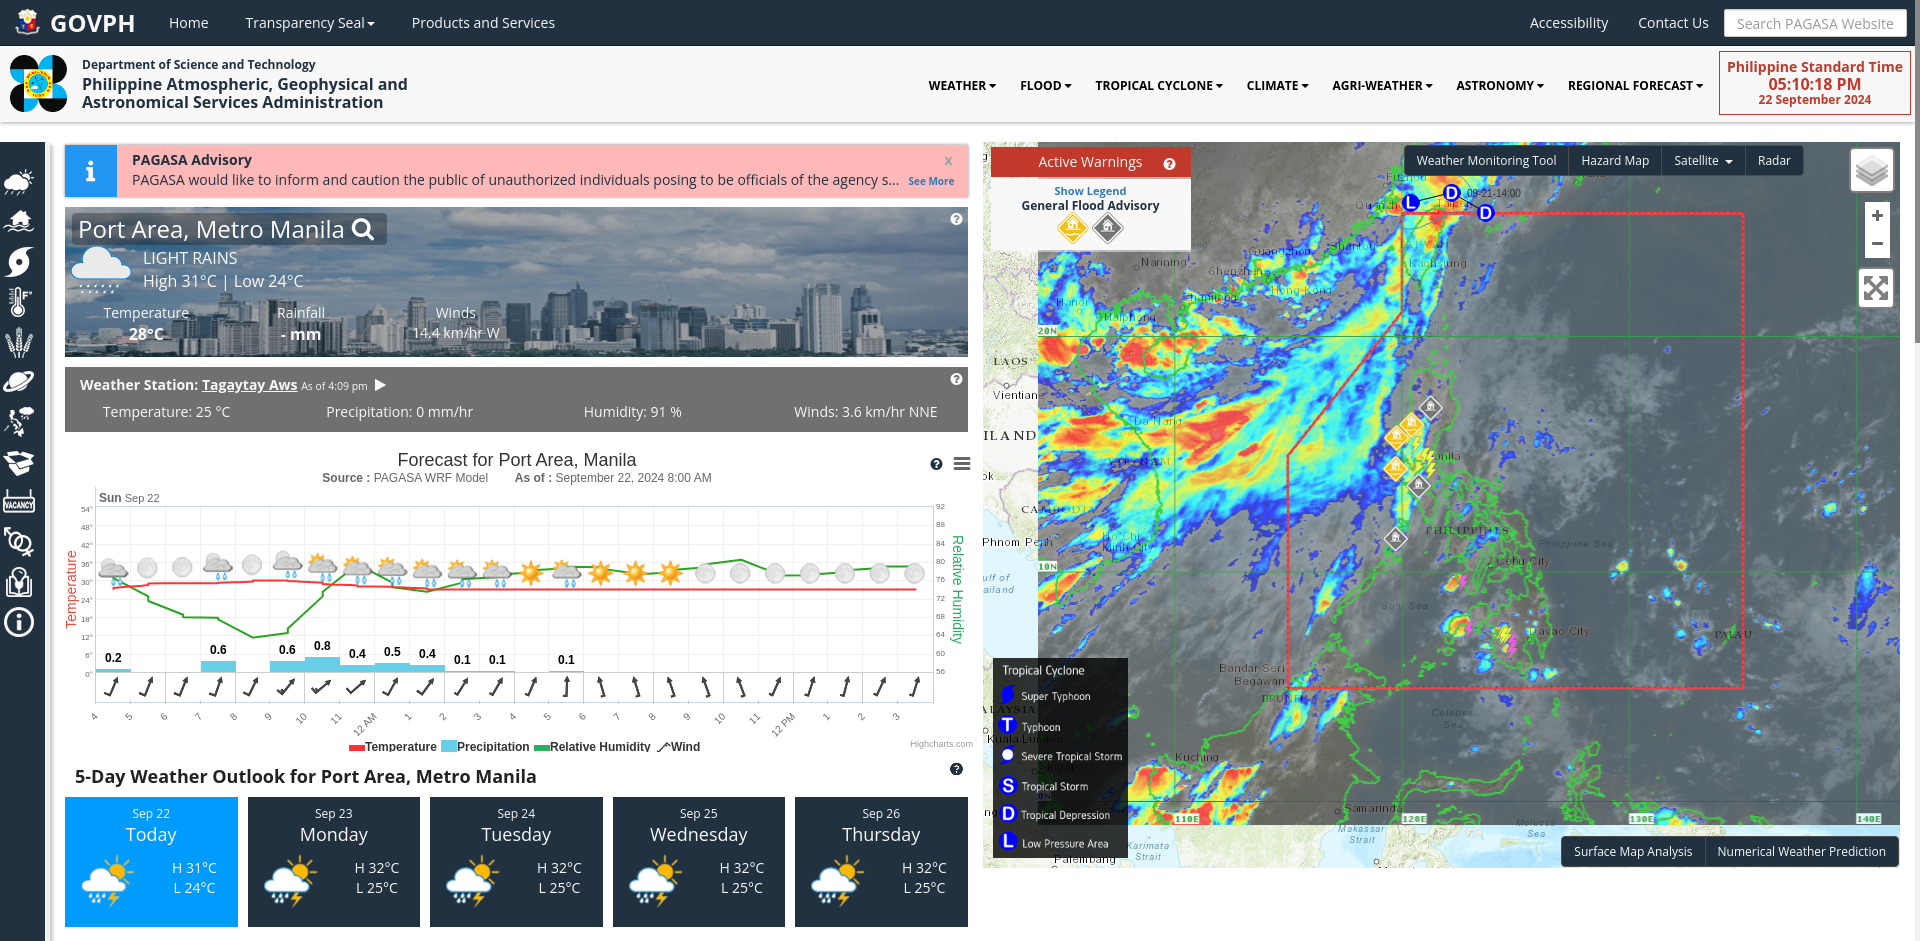 GOVPH
Home
Transparency Seal
Products and Services
Accessibility
Contact Us
Search PAGASA Website
Department of Science and Technology
Philippine Atmospheric, Geophysical and
Astronomical Services Administration
WEATHER
FLOOD
TROPICAL CYCLONE
CLIMATE
AGRI-WEATHER
ASTRONOMY
REGIONAL FORECAST
Philippine Standard Time
05:10:18 PM
22 September 2024
VACANCY
PAGASA Advisory
x
PAGASA would like to inform and caution the public of unauthorized individuals posing to be officials of the agency s... See More
Port Area, Metro Manila
LIGHT RAINS
High 31°C | Low 24°C
Temperature Rainfall Winds
28°C - mm 14.4 km/hr W
Weather Station: Tagaytay Aws As of 4:09 pm
Temperature: 25 °C Precipitation: 0 mm/hr Humidity: 91 % Winds: 3.6 km/hr NNE
Forecast for Port Area, Manila
Source : PAGASA WRF Model As of : September 22, 2024 8:00 AM
Sun Sep 22
54° 92
48° 88
42° 84
36° 80
30° 76
24° 72
18° 68
12° 64
6° 60
0° 56
Temperature
Relative Humidity
0.2 0.6 0.6 0.8 0.4 0.5 0.4 0.1 0.1 0.1
4 5 6 7 8 9 10 11 12 AM 1 2 3 4 5 6 7 8 9 10 11 12 PM 1 2 3
Temperature Precipitation Relative Humidity Wind
Highcharts.com
5-Day Weather Outlook for Port Area, Metro Manila
Sep 22
Today
H 31°C
L 24°C
Sep 23
Monday
H 32°C
L 25°C
Sep 24
Tuesday
H 32°C
L 25°C
Sep 25
Wednesday
H 32°C
L 25°C
Sep 26
Thursday
H 32°C
L 25°C
Active Warnings
Show Legend
General Flood Advisory
Weather Monitoring Tool
Hazard Map
Satellite
Radar
+
−
L
D 09-21-14:00
D
Taipei
Guangzhou
Shantou
Nanning
Kaohsiung
Shenzhen
Hong Kong
Zhanjiang
Hanoi
Haiphong
20N
LAOS
Vientiane
Da Nang
VIETNAM
ILAND
anila
CAMBODIA
PHILIPPINES
Phnom Penh
Ho Chi
Minh City
Philippine Sea
Cebu City
10N
ulf of
ailand
Sulu Sea
Davao City
PALAU
Bandar Seri
Begawan
BRUNEI
ALAYSIA
Celebes
Sea
Kuala Lumpur
Kuching
Samarinda
110E
120E
130E
140E
Makassar
Strait
Molucca
Sea
Karimata
Strait
Palembang
Tropical Cyclone
Super Typhoon
T Typhoon
Severe Tropical Storm
S Tropical Storm
D Tropical Depression
L Low Pressure Area
Surface Map Analysis
Numerical Weather Prediction